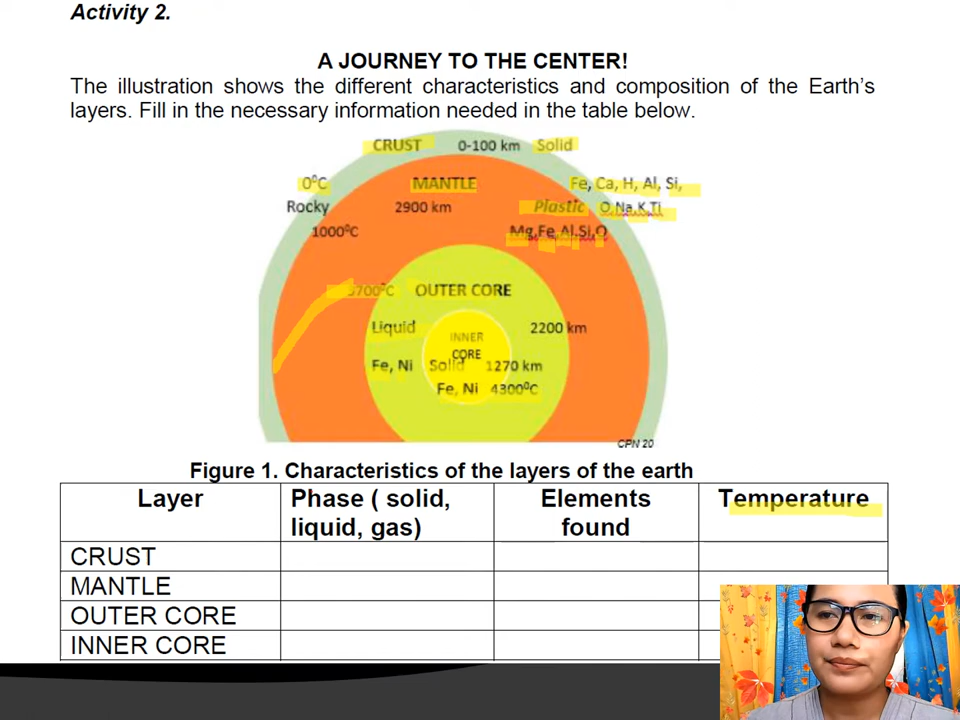 Activity 2.
A JOURNEY TO THE CENTER!
The illustration shows the different characteristics and composition of the Earth's
layers. Fill in the necessary information needed in the table below.
CRUST 0-100 km Solid
0⁰C MANTLE Fe, Ca, H, Al, Si,
Rocky 2900 km Plastic O,Na,K,Ti
1000⁰C Mg,Fe,Al,Si,O
3700⁰C OUTER CORE
Liquid 2200 km
INNER
CORE
Fe, Ni Solid 1270 km
Fe, Ni 4300⁰C
CPN 20
Figure 1. Characteristics of the layers of the earth
Layer Phase ( solid, Elements Temperature
liquid, gas) found
CRUST
MANTLE
OUTER CORE
INNER CORE